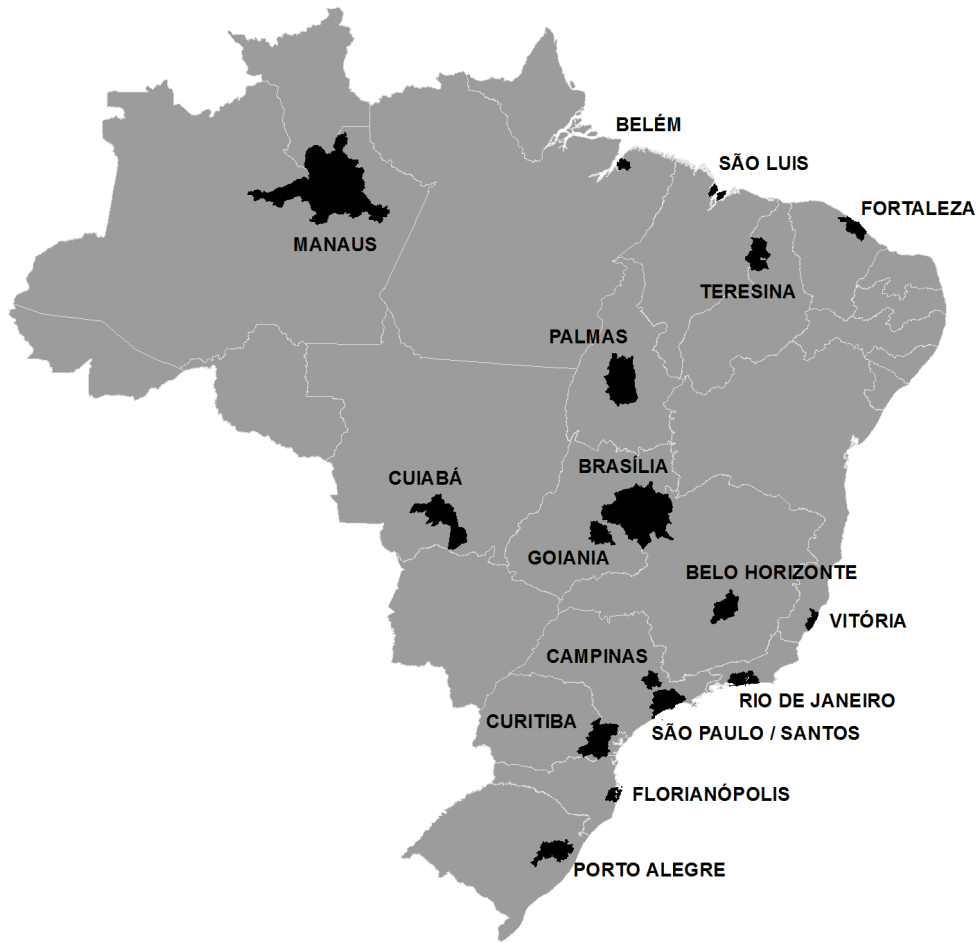 BELÉM
SÃO LUIS
FORTALEZA
MANAUS
TERESINA
PALMAS
BRASÍLIA
CUIABÁ
GOIANIA
BELO HORIZONTE
VITÓRIA
CAMPINAS
RIO DE JANEIRO
CURITIBA
SÃO PAULO / SANTOS
FLORIANÓPOLIS
PORTO ALEGRE